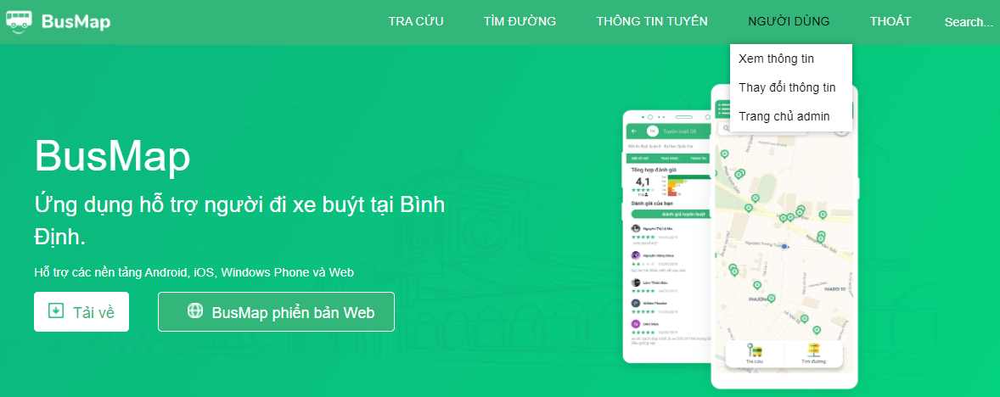 BusMap
TRA CỨU
TÌM ĐƯỜNG
THÔNG TIN TUYẾN
NGƯỜI DÙNG
THOÁT
Search...
Xem thông tin
Thay đổi thông tin
Trang chủ admin
BusMap
Ứng dụng hỗ trợ người đi xe buýt tại Bình
Định.
Hỗ trợ các nền tảng Android, iOS, Windows Phone và Web
Tải về
BusMap phiển bản Web
Tuyến buýt 08
Tổng hợp đánh giá
4,1
Đánh giá của bạn
Đánh giá tuyến buýt
WARD 10
Tra cứu
Tìm đường